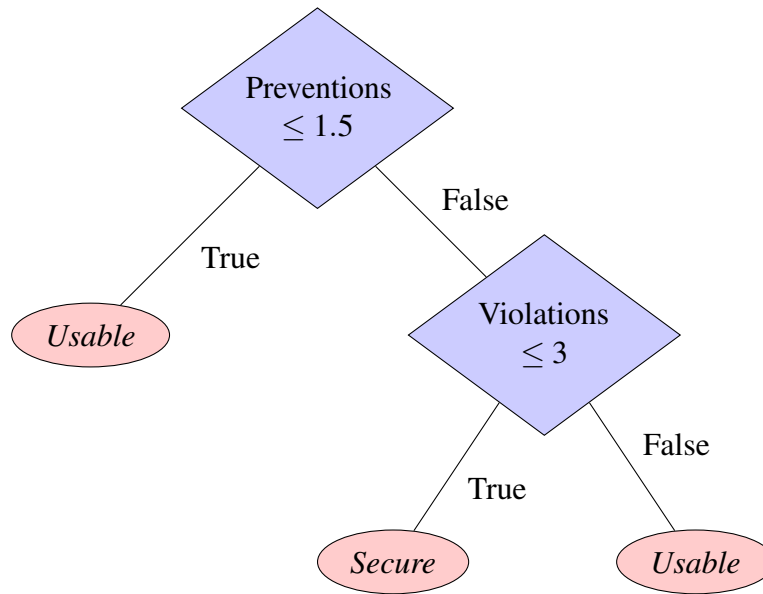 Preventions
≤ 1.5
False
True
Violations
≤ 3
Usable
False
True
Secure
Usable